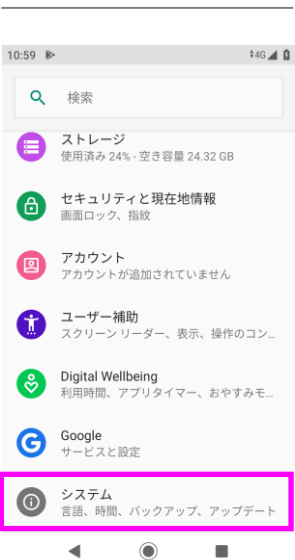 10:59 4G
検索
ストレージ
使用済み 24% - 空き容量 24.32 GB
セキュリティと現在地情報
画面ロック、指紋
アカウント
アカウントが追加されていません
ユーザー補助
スクリーン リーダー、表示、操作のコン...
Digital Wellbeing
利用時間、アプリタイマー、おやすみモ...
Google
サービスと設定
システム
言語、時間、バックアップ、アップデート